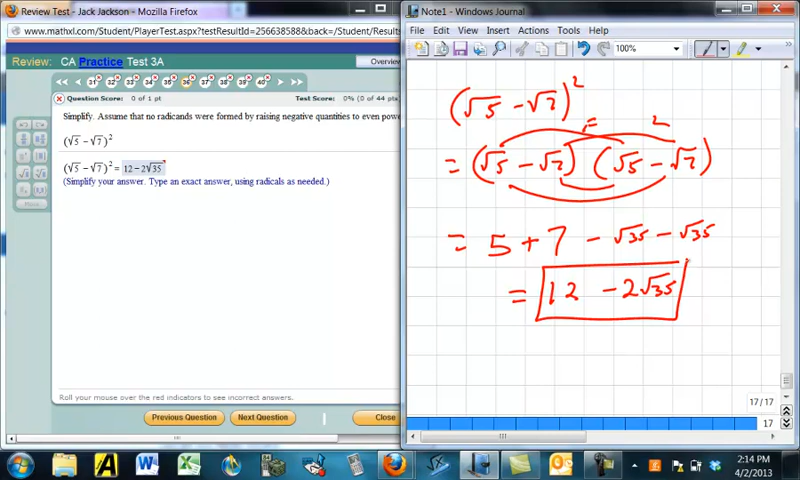 Review Test - Jack Jackson - Mozilla Firefox
www.mathxl.com/Student/PlayerTest.aspx?testResultId=256638588&back=/Student/Results
Review: CA Practice Test 3A
Overview
31 32 33 34 35 36 37 38 39 40
Question Score: 0 of 1 pt
Test Score: 0% (0 of 44 pts
Simplify. Assume that no radicands were formed by raising negative quantities to even pow
(√5 − √7)²
(√5 − √7)² = 12 − 2√35
(Simplify your answer. Type an exact answer, using radicals as needed.)
More
Roll your mouse over the red indicators to see incorrect answers.
Previous Question
Next Question
Close
Note1 - Windows Journal
File Edit View Insert Actions Tools Help
100%
(√5 − √7)²
= (√5 − √7) (√5 − √7)
= 5 + 7 − √35 − √35
= 12 − 2√35
17/17
17
2:14 PM
4/2/2013